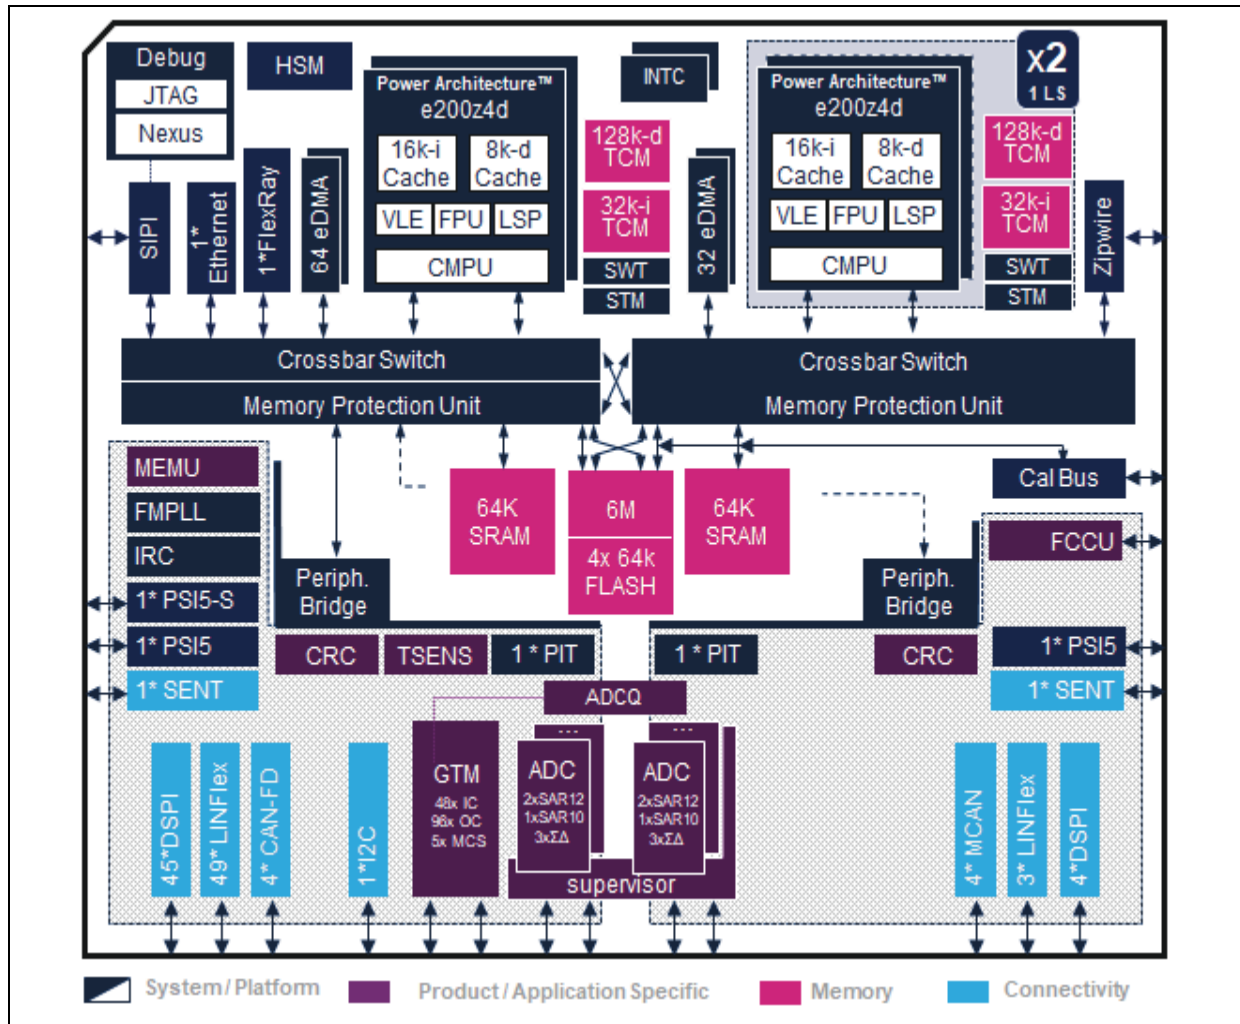 Debug
JTAG
Nexus
HSM
Power Architecture™
e200z4d
16k-i
Cache
8k-d
Cache
VLE
FPU
LSP
CMPU
INTC
128k-d
TCM
32k-i
TCM
SWT
STM
Power Architecture™
e200z4d
16k-i
Cache
8k-d
Cache
VLE
FPU
LSP
CMPU
x2
1 LS
128k-d
TCM
32k-i
TCM
SWT
STM
SIPI
1*
Ethernet
1*FlexRay
64 eDMA
32 eDMA
Zipwire
Crossbar Switch
Memory Protection Unit
Crossbar Switch
Memory Protection Unit
MEMU
FMPLL
IRC
1* PSI5-S
1* PSI5
1* SENT
64K
SRAM
6M
4x 64k
FLASH
64K
SRAM
Cal Bus
FCCU
Periph.
Bridge
Periph.
Bridge
CRC
TSENS
1 * PIT
1 * PIT
CRC
1* PSI5
1* SENT
ADCQ
45*DSPI
49* LINFlex
4* CAN-FD
1*I2C
GTM
48x IC
96x OC
5x MCS
...
ADC
2xSAR12
1xSAR10
3xΣΔ
...
ADC
2xSAR12
1xSAR10
3xΣΔ
supervisor
4* MCAN
3* LINFlex
4*DSPI
System / Platform
Product / Application Specific
Memory
Connectivity